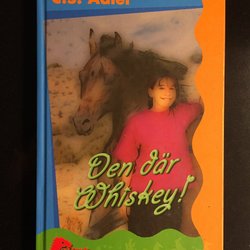 C.S. Adler
Den där
Whiskey!